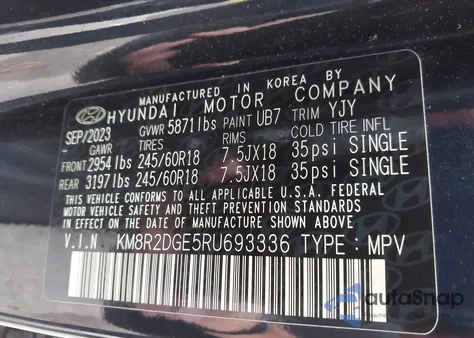 MANUFACTURED IN KOREA BY
HYUNDAI MOTOR COMPANY
SEP/2023 GVWR 5871lbs PAINT UB7 TRIM YJY
GAWR TIRES RIMS COLD TIRE INFL
FRONT 2954lbs 245/60R18 7.5JX18 35psi SINGLE
REAR 3197lbs 245/60R18 7.5JX18 35psi SINGLE
THIS VEHICLE CONFORMS TO ALL APPLICABLE U.S.A. FEDERAL
MOTOR VEHICLE SAFETY AND THEFT PREVENTION STANDARDS
IN EFFECT ON THE DATE OF MANUFACTURE SHOWN ABOVE.
V.I.N. KM8R2DGE5RU693336 TYPE: MPV
autoSnap